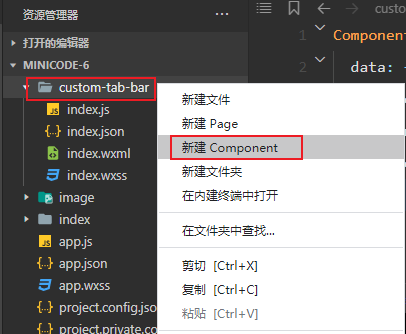 资源管理器
打开的编辑器
MINICODE-6
custom-tab-bar
index.js
index.json
index.wxml
index.wxss
image
index
app.js
app.json
app.wxss
project.config.jso
project.private.co
新建文件
新建 Page
新建 Component
新建文件夹
在内建终端中打开
在文件夹中查找...
剪切 [Ctrl+X]
复制 [Ctrl+C]
粘贴 [Ctrl+V]
custo
1 Component
2 data: